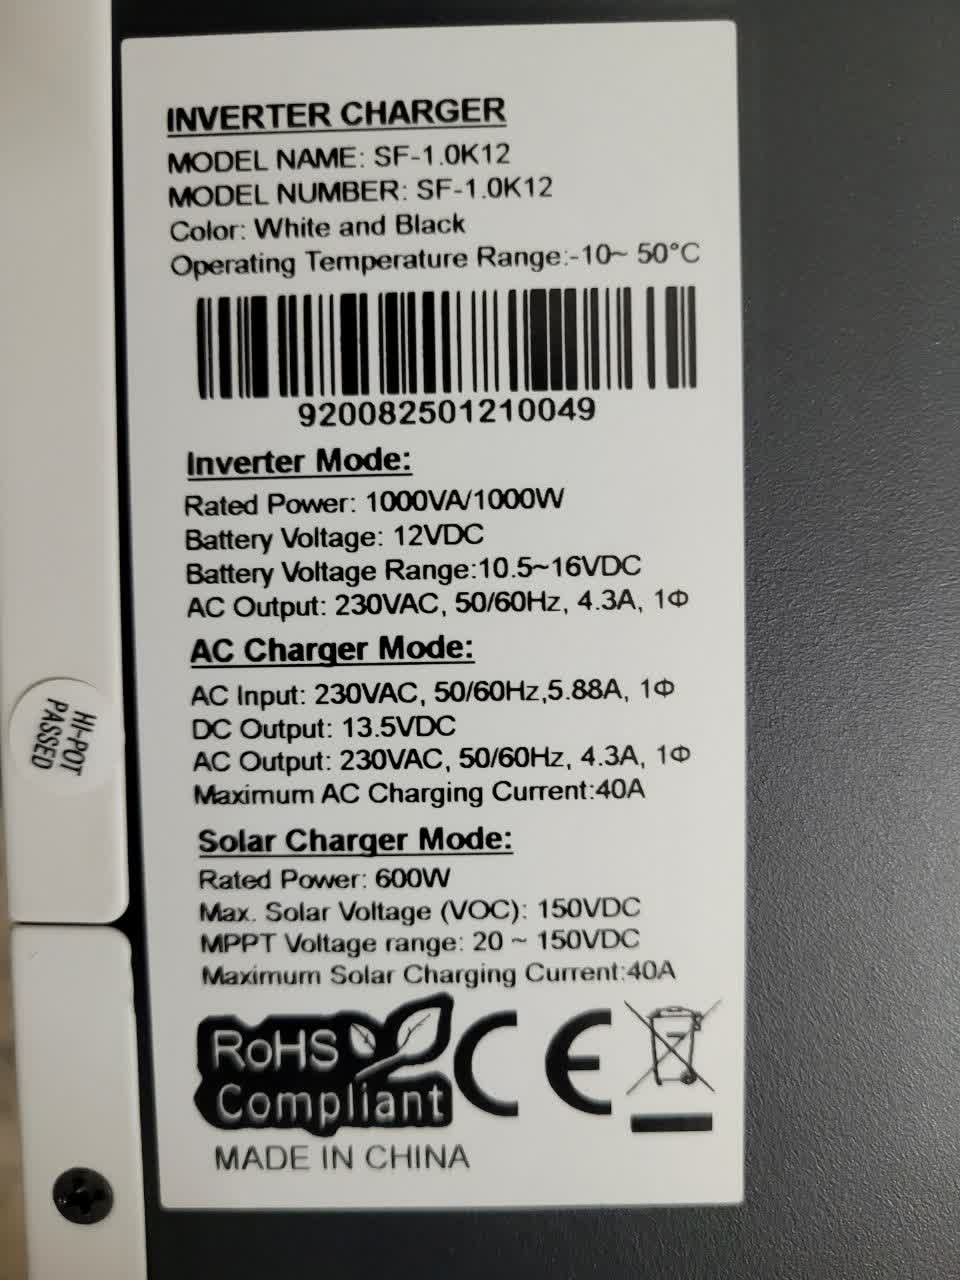 INVERTER CHARGER
MODEL NAME: SF-1.0K12
MODEL NUMBER: SF-1.0K12
Color: White and Black
Operating Temperature Range:-10~ 50°C
920082501210049
Inverter Mode:
Rated Power: 1000VA/1000W
Battery Voltage: 12VDC
Battery Voltage Range:10.5~16VDC
AC Output: 230VAC, 50/60Hz, 4.3A, 1Φ
AC Charger Mode:
AC Input: 230VAC, 50/60Hz,5.88A, 1Φ
DC Output: 13.5VDC
AC Output: 230VAC, 50/60Hz, 4.3A, 1Φ
Maximum AC Charging Current:40A
Solar Charger Mode:
Rated Power: 600W
Max. Solar Voltage (VOC): 150VDC
MPPT Voltage range: 20 ~ 150VDC
Maximum Solar Charging Current:40A
RoHS
Compliant
CE
MADE IN CHINA
HI-POT
PASSED